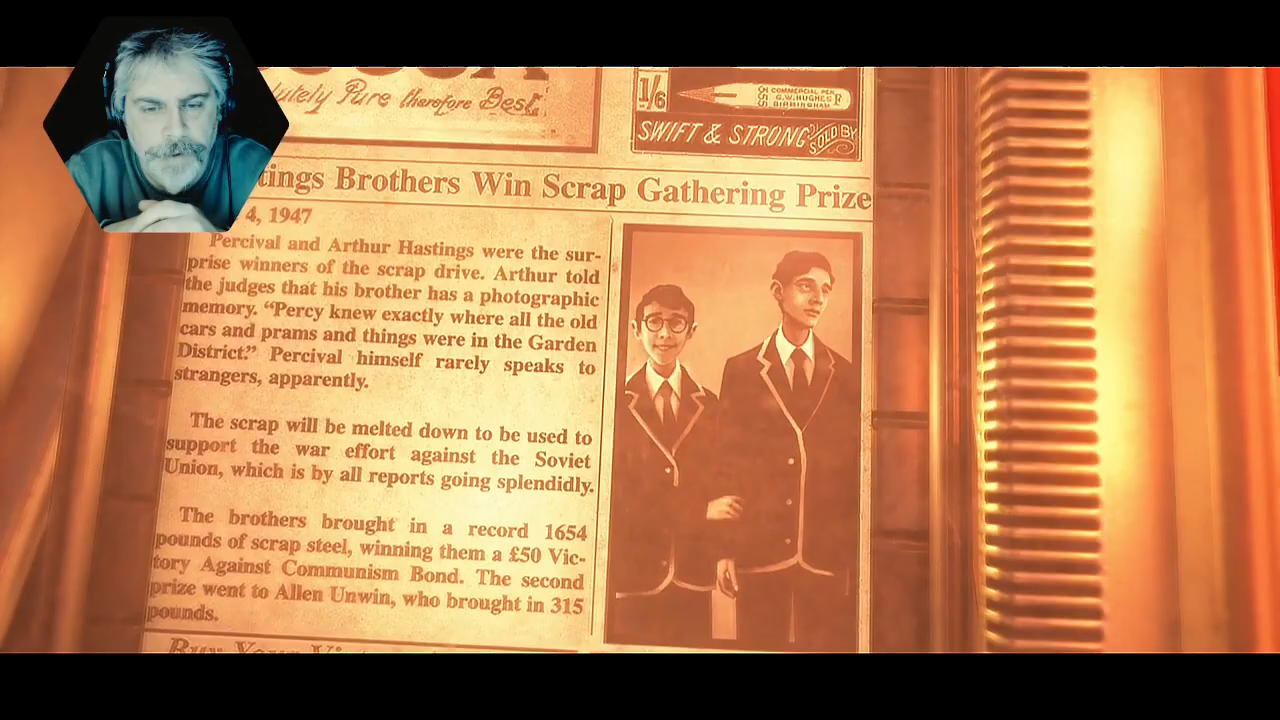 lutely Pure therefore Best.
1/6
COMMERCIAL PEN
G.W.HUGHES F
BIRMINGHAM
SWIFT & STRONG SOLD BY
tings Brothers Win Scrap Gathering Prize
4, 1947
Percival and Arthur Hastings were the sur-
prise winners of the scrap drive. Arthur told
the judges that his brother has a photographic
memory. “Percy knew exactly where all the old
cars and prams and things were in the Garden
District.” Percival himself rarely speaks to
strangers, apparently.
The scrap will be melted down to be used to
support the war effort against the Soviet
Union, which is by all reports going splendidly.
The brothers brought in a record 1654
pounds of scrap steel, winning them a £50 Vic-
tory Against Communism Bond. The second
prize went to Allen Unwin, who brought in 315
pounds.
Buy Your